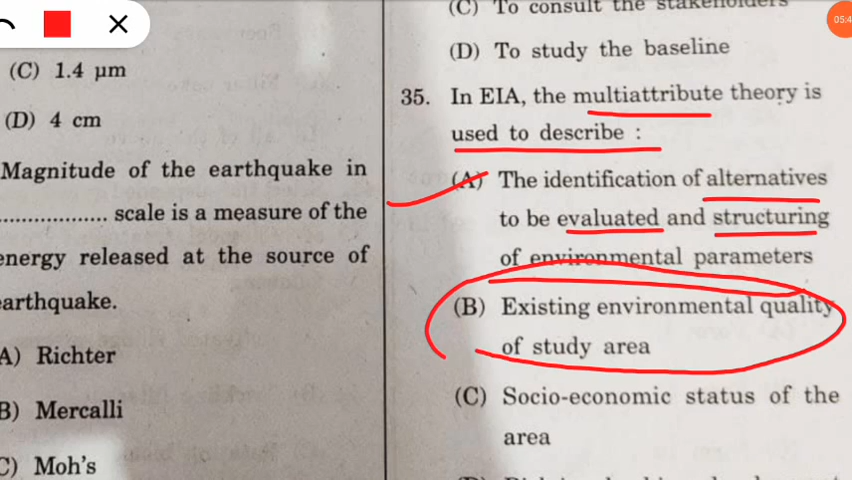 (C) 1.4 μm
(D) 4 cm
Magnitude of the earthquake in
.................. scale is a measure of the
energy released at the source of
earthquake.
A) Richter
B) Mercalli
C) Moh's
(C) To consult the stakeholders
(D) To study the baseline
35. In EIA, the multiattribute theory is
used to describe :
(A) The identification of alternatives
to be evaluated and structuring
of environmental parameters
(B) Existing environmental quality
of study area
(C) Socio-economic status of the
area
05:4